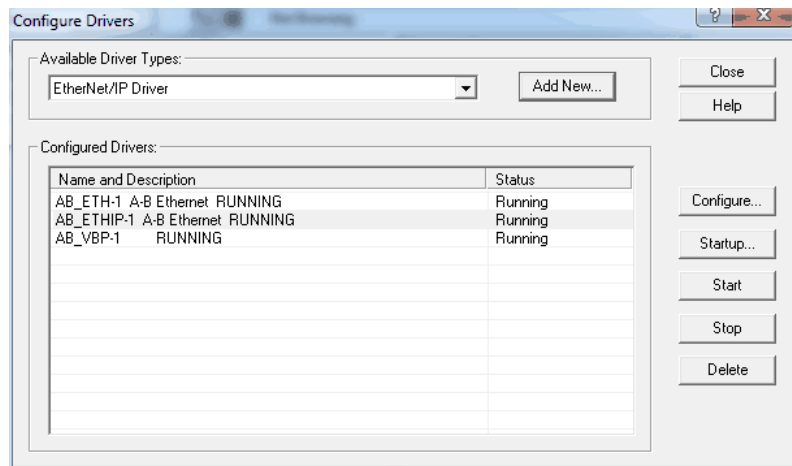 Configure Drivers
Available Driver Types:
EtherNet/IP Driver
Add New...
Close
Help
Configured Drivers:
Name and Description Status
AB_ETH-1 A-B Ethernet RUNNING Running
AB_ETHIP-1 A-B Ethernet RUNNING Running
AB_VBP-1 RUNNING Running
Configure...
Startup...
Start
Stop
Delete